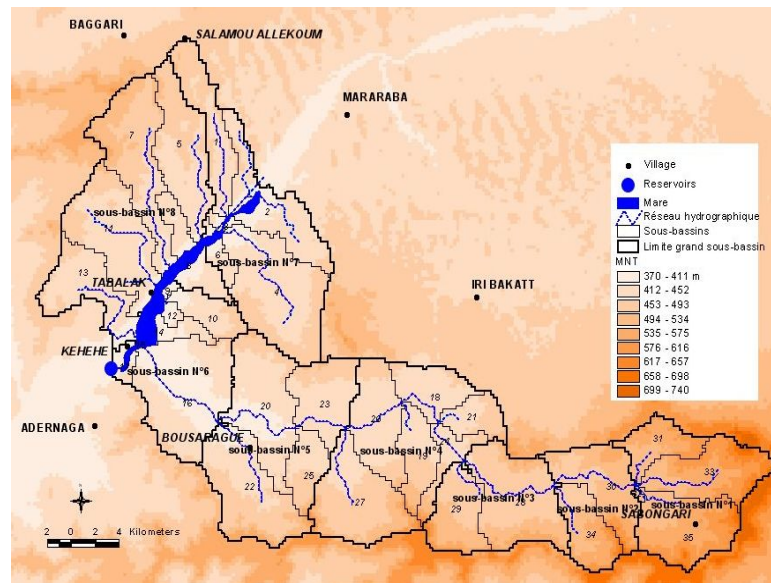 BAGGARI
SALAMOU ALLEKOUM
MARARABA
7
5
1
2
sous-bassin N°8
6
sous-bassin N°7
4
13
TABALAK
9
12
10
IRI BAKATT
KEHEHE
sous-bassin N°6
16
20
23
18
21
ADERNAGA
BOUSARAGUE
sous-bassin N°5
sous-bassin N°4
19
22
25
27
29
sous-bassin N°3
31
33
30
sous-bassin N°2
sous-bassin N°1
SABONGARI
34
35
Village
Reservoirs
Mare
Réseau hydrographique
Sous-bassins
Limite grand sous-bassin
MNT
370 - 411 m
412 - 452
453 - 493
494 - 534
535 - 575
576 - 616
617 - 657
658 - 698
699 - 740
2 0 2 4 Kilometers